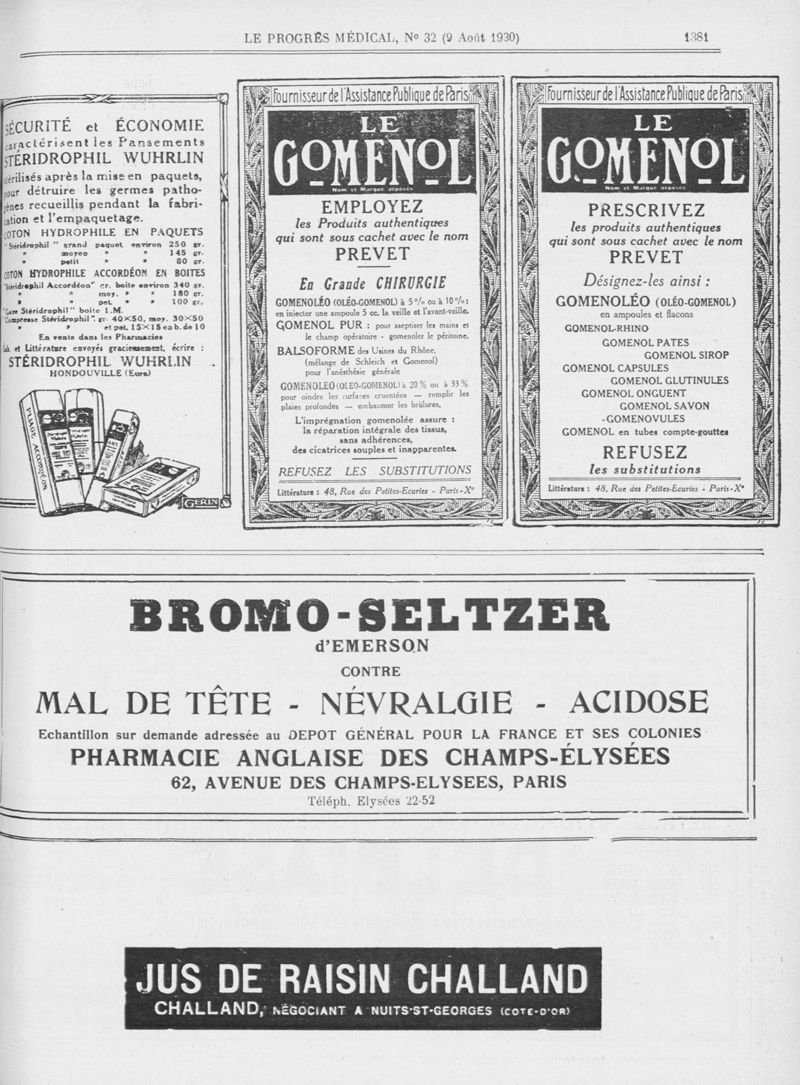 LE PROGRÈS MÉDICAL, No 32 (9 Août 1930)
1381
SÉCURITÉ et ÉCONOMIE
caractérisent les Pansements
STÉRIDROPHIL WUHRLIN
stérilisés après la mise en paquets,
pour détruire les germes patho-
gènes recueillis pendant la fabri-
cation et l'empaquetage.
COTON HYDROPHILE EN PAQUETS
"Stéridrophil" grand paquet environ 250 gr.
" moyen " " 145 gr.
" petit " " 80 gr.
COTON HYDROPHILE ACCORDÉON EN BOITES
"Stéridrophil Accordéon" gr. boite environ 340 gr.
" " moy. " " 180 gr.
" " pet. " " 100 gr.
"Gaze Stéridrophil" boite 1.M.
"Compresse Stéridrophil". gr. 40×50, moy. 30×50
" " et pet. 15×15 en b. de 10
En vente dans les Pharmacies
Ech. et Littérature envoyés gracieusement, écrire :
STÉRIDROPHIL WUHRLIN
HONDOUVILLE (Eure)
PLIAGE ACCORDEON
GERIN
Fournisseur de l'Assistance Publique de Paris
LE
GOMENOL
Nom et Marque déposés
EMPLOYEZ
les Produits authentiques
qui sont sous cachet avec le nom
PREVET
En Grande CHIRURGIE
GOMENOLÉO (OLÉO-GOMENOL) à 5 % ou à 10 % :
en injecter une ampoule 5 cc. la veille et l'avant-veille.
GOMENOL PUR : pour aseptiser les mains et
le champ opératoire - gomenoler le péritoine.
BALSOFORME des Usines du Rhône.
(mélange de Schleich et Gomenol)
pour l'anésthésie générale
GOMENOLEO (OLEO-GOMENOL) à 20 % ou à 33 %
pour oindre les surfaces cruentées — remplir les
plaies profondes — embaumer les brûlures.
L'imprégnation gomenolée assure :
la réparation intégrale des tissus,
sans adhérences,
des cicatrices souples et inapparentes.
REFUSEZ LES SUBSTITUTIONS
Littérature : 48, Rue des Petites-Ecuries - Paris-Xe
Fournisseur de l'Assistance Publique de Paris
LE
GOMENOL
Nom et Marque déposés
PRESCRIVEZ
les produits authentiques
qui sont sous cachet avec le nom
PREVET
Désignez-les ainsi :
GOMENOLÉO (OLÉO-GOMENOL)
en ampoules et flacons
GOMENOL-RHINO
GOMENOL PATES
GOMENOL SIROP
GOMENOL CAPSULES
GOMENOL GLUTINULES
GOMENOL ONGUENT
GOMENOL SAVON
-GOMENOVULES
GOMENOL en tubes compte-gouttes
REFUSEZ
les substitutions
Littérature : 48, Rue des Petites-Ecuries - Paris-Xe
BROMO-SELTZER
d'EMERSON
CONTRE
MAL DE TÊTE - NÉVRALGIE - ACIDOSE
Echantillon sur demande adressée au DEPOT GÉNÉRAL POUR LA FRANCE ET SES COLONIES
PHARMACIE ANGLAISE DES CHAMPS-ÉLYSÉES
62, AVENUE DES CHAMPS-ELYSEES, PARIS
Téléph. Elysées 22-52
JUS DE RAISIN CHALLAND
CHALLAND, NÉGOCIANT A NUITS-ST-GEORGES (COTE-D'OR)